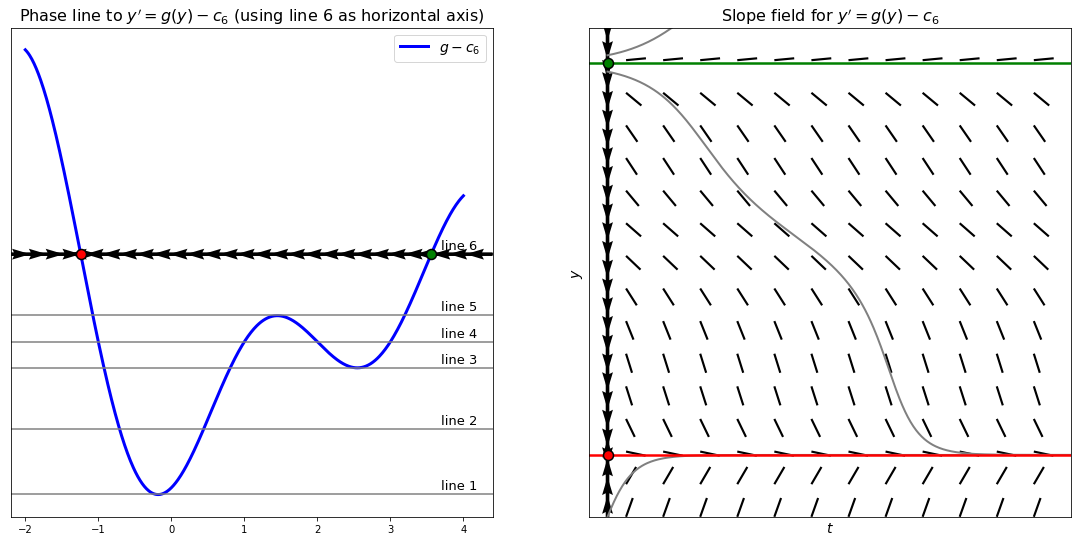 Phase line to y′ = g(y) − c₆ (using line 6 as horizontal axis)
g − c₆
line 6
line 5
line 4
line 3
line 2
line 1
−2 −1 0 1 2 3 4
Slope field for y′ = g(y) − c₆
y
t